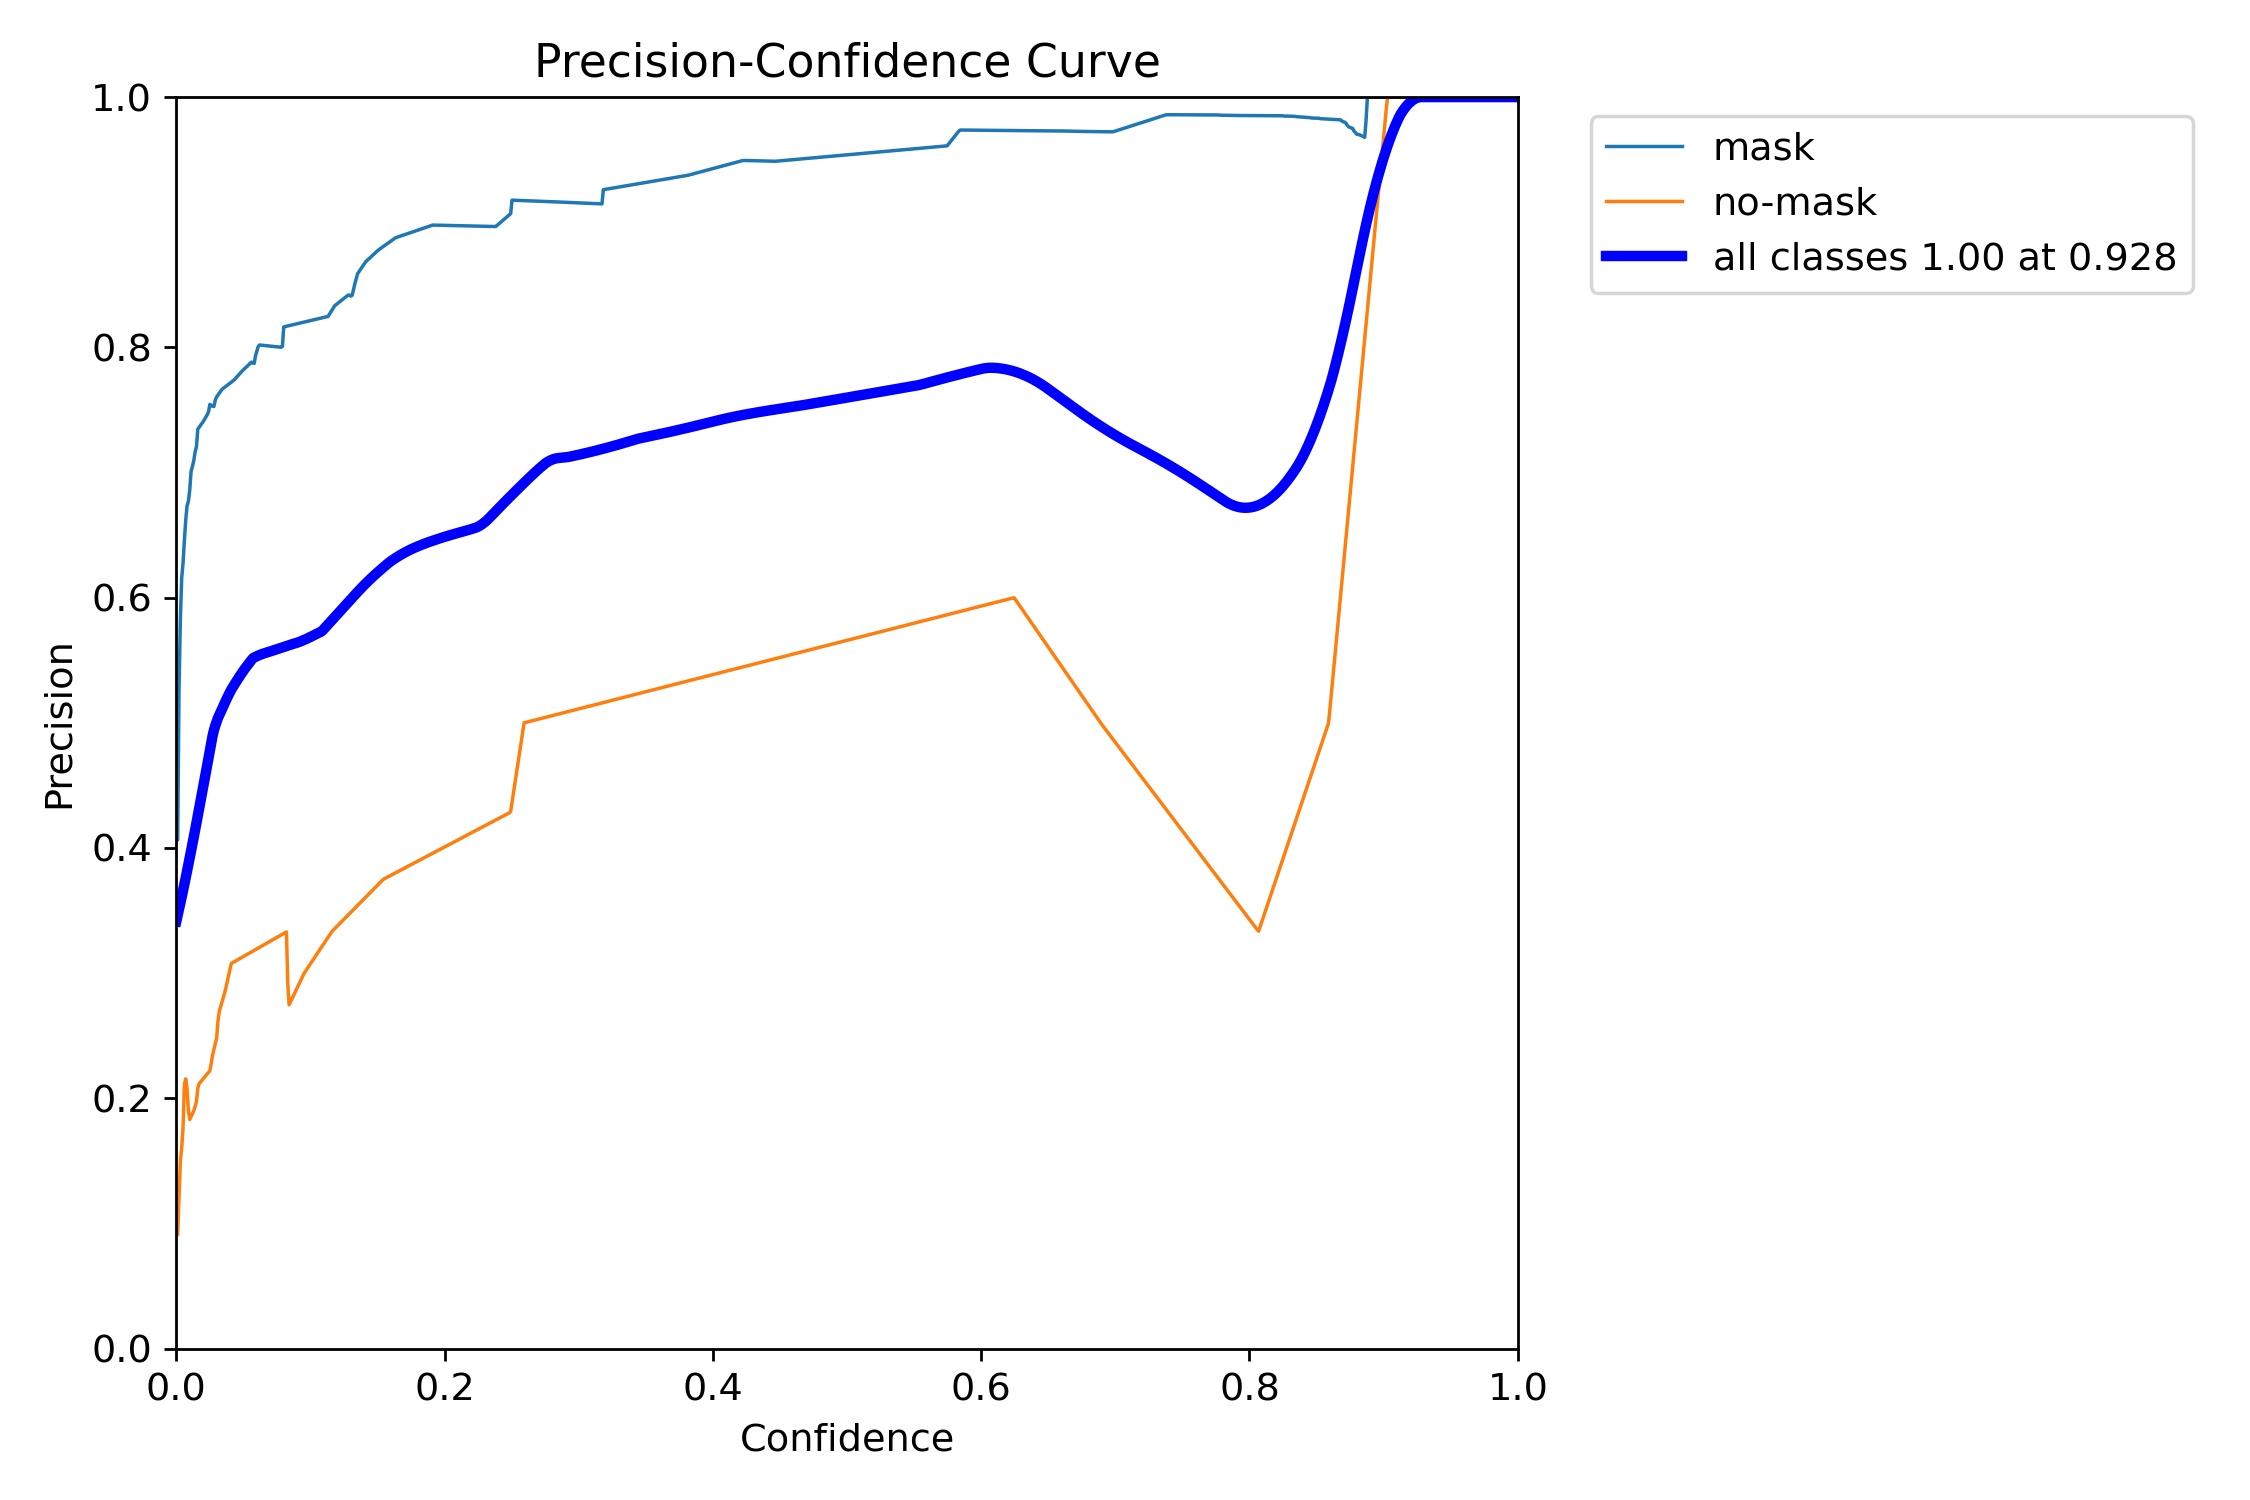 Precision-Confidence Curve
1.0
0.8
0.6
0.4
0.2
0.0
Precision
0.0 0.2 0.4 0.6 0.8 1.0
Confidence
mask
no-mask
all classes 1.00 at 0.928